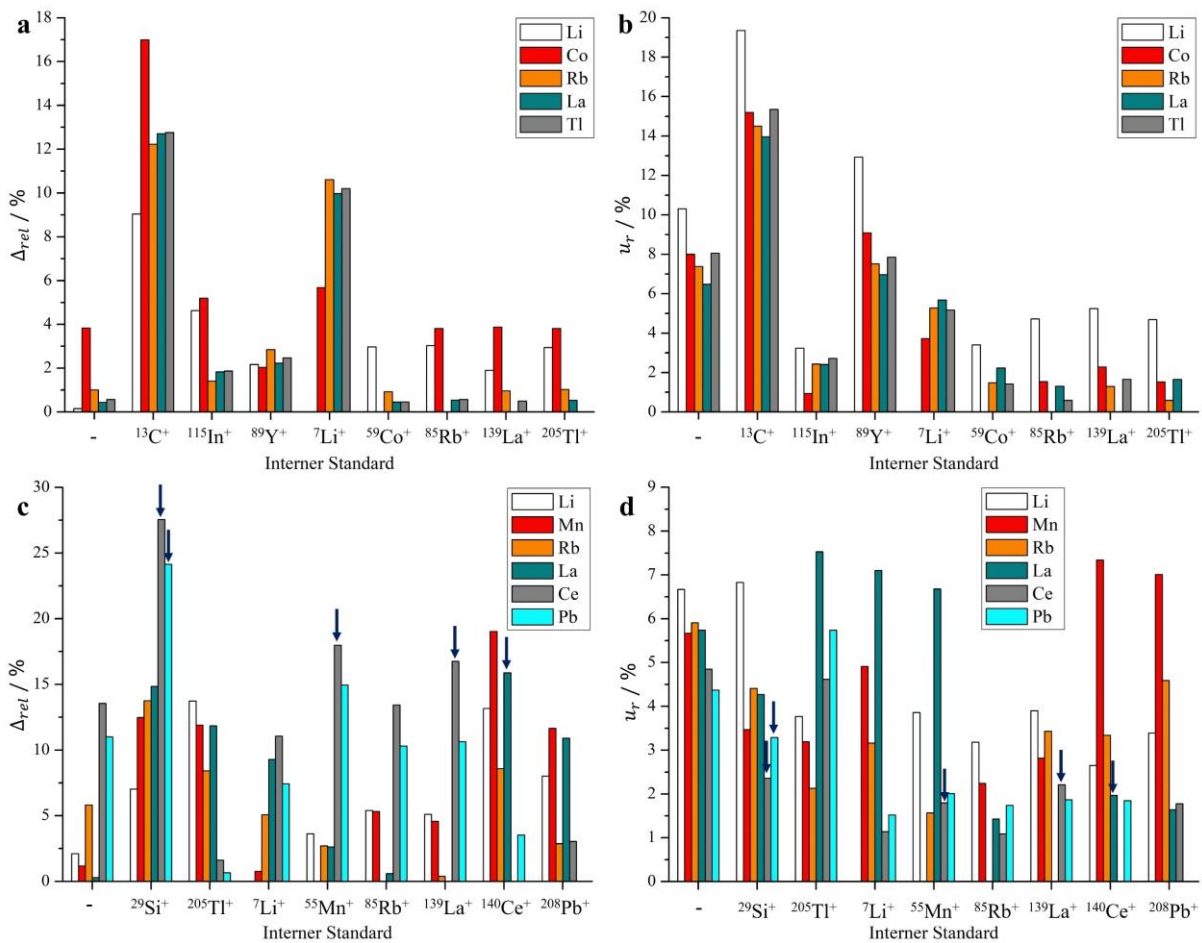 a
18
16
14
12
10
8
6
4
2
0
Δrel / %
Li
Co
Rb
La
Tl
- ¹³C⁺ ¹¹⁵In⁺ ⁸⁹Y⁺ ⁷Li⁺ ⁵⁹Co⁺ ⁸⁵Rb⁺ ¹³⁹La⁺ ²⁰⁵Tl⁺
Interner Standard
b
20
18
16
14
12
10
8
6
4
2
0
ur / %
Li
Co
Rb
La
Tl
- ¹³C⁺ ¹¹⁵In⁺ ⁸⁹Y⁺ ⁷Li⁺ ⁵⁹Co⁺ ⁸⁵Rb⁺ ¹³⁹La⁺ ²⁰⁵Tl⁺
Interner Standard
c
30
25
20
15
10
5
0
Δrel / %
Li
Mn
Rb
La
Ce
Pb
- ²⁹Si⁺ ²⁰⁵Tl⁺ ⁷Li⁺ ⁵⁵Mn⁺ ⁸⁵Rb⁺ ¹³⁹La⁺ ¹⁴⁰Ce⁺ ²⁰⁸Pb⁺
Interner Standard
d
9
8
7
6
5
4
3
2
1
0
ur / %
Li
Mn
Rb
La
Ce
Pb
- ²⁹Si⁺ ²⁰⁵Tl⁺ ⁷Li⁺ ⁵⁵Mn⁺ ⁸⁵Rb⁺ ¹³⁹La⁺ ¹⁴⁰Ce⁺ ²⁰⁸Pb⁺
Interner Standard